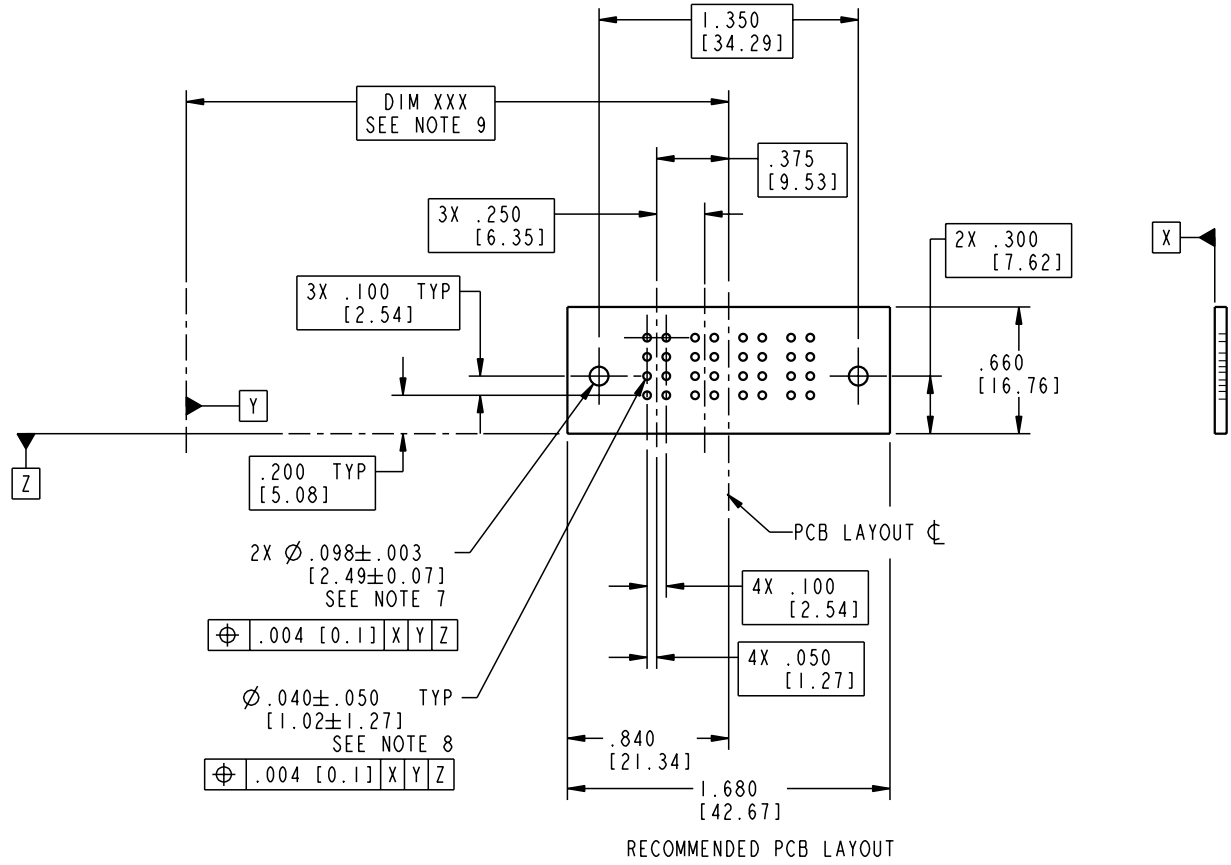 1.350
[34.29]
DIM XXX
SEE NOTE 9
.375
[9.53]
3X .250
[6.35]
2X .300
[7.62]
X
3X .100 TYP
[2.54]
.660
[16.76]
Y
Z
.200 TYP
[5.08]
PCB LAYOUT ℄
2X Ø.098±.003
[2.49±0.07]
SEE NOTE 7
⌖ .004 [0.1] X Y Z
4X .100
[2.54]
4X .050
[1.27]
Ø.040±.050 TYP
[1.02±1.27]
SEE NOTE 8
⌖ .004 [0.1] X Y Z
.840
[21.34]
1.680
[42.67]
RECOMMENDED PCB LAYOUT